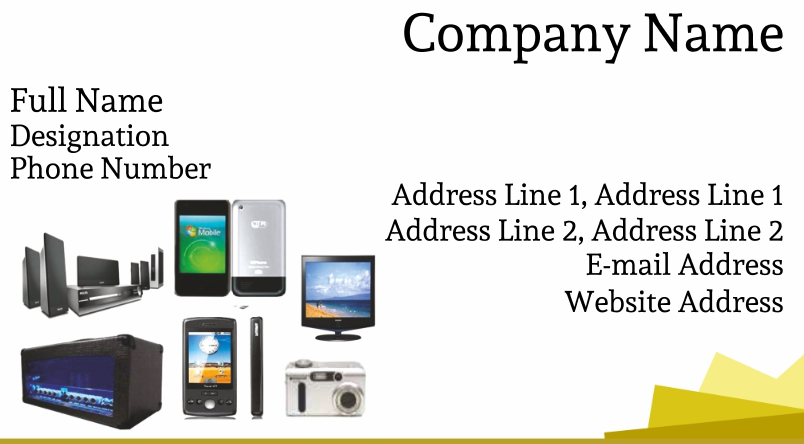 Company Name
Full Name
Designation
Phone Number
Address Line 1, Address Line 1
Address Line 2, Address Line 2
E-mail Address
Website Address
Mobile